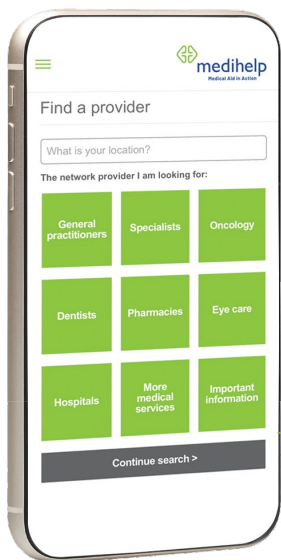 medihelp
Medical Aid in Action
Find a provider
What is your location?
The network provider I am looking for:
General
practitioners
Specialists
Oncology
Dentists
Pharmacies
Eye care
Hospitals
More
medical
services
Important
information
Continue search >